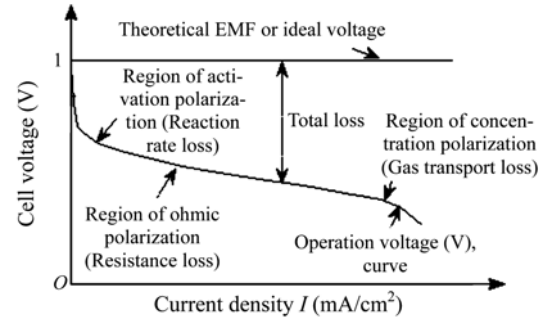 Theoretical EMF or ideal voltage
1
Region of acti-
vation polariza-
tion (Reaction
rate loss)
Total loss
Region of concen-
tration polarization
(Gas transport loss)
Cell voltage (V)
Region of ohmic
polarization
(Resistance loss)
Operation voltage (V),
curve
O
Current density I (mA/cm²)